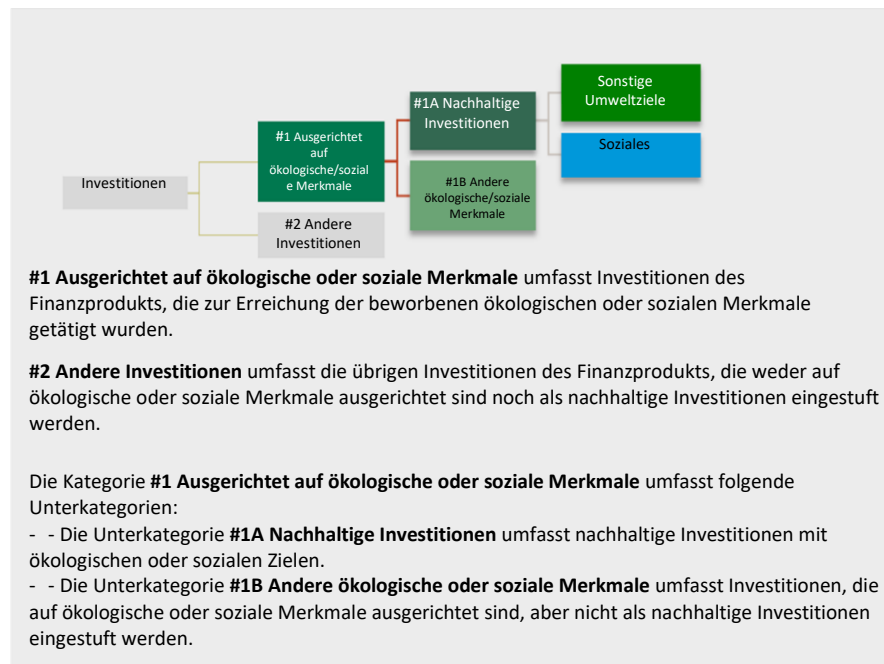 Investitionen
#1 Ausgerichtet
auf
ökologische/sozial
e Merkmale
#2 Andere
Investitionen
#1A Nachhaltige
Investitionen
#1B Andere
ökologische/soziale
Merkmale
Sonstige
Umweltziele
Soziales
#1 Ausgerichtet auf ökologische oder soziale Merkmale umfasst Investitionen des
Finanzprodukts, die zur Erreichung der beworbenen ökologischen oder sozialen Merkmale
getätigt wurden.
#2 Andere Investitionen umfasst die übrigen Investitionen des Finanzprodukts, die weder auf
ökologische oder soziale Merkmale ausgerichtet sind noch als nachhaltige Investitionen eingestuft
werden.
Die Kategorie #1 Ausgerichtet auf ökologische oder soziale Merkmale umfasst folgende
Unterkategorien:
- - Die Unterkategorie #1A Nachhaltige Investitionen umfasst nachhaltige Investitionen mit
ökologischen oder sozialen Zielen.
- - Die Unterkategorie #1B Andere ökologische oder soziale Merkmale umfasst Investitionen, die
auf ökologische oder soziale Merkmale ausgerichtet sind, aber nicht als nachhaltige Investitionen
eingestuft werden.